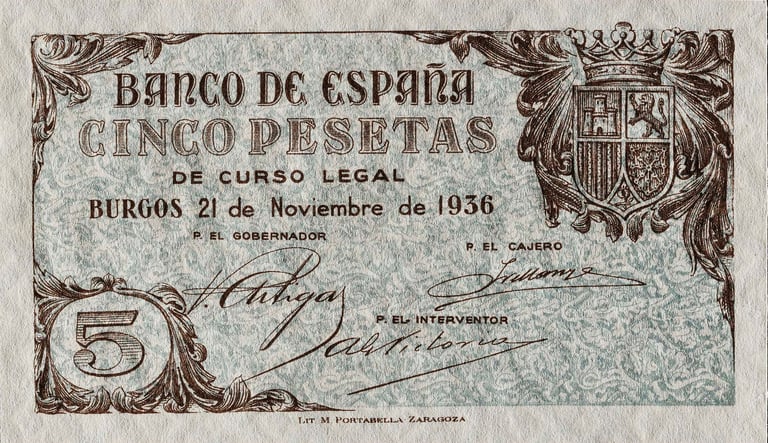 BANCO DE ESPAÑA
CINCO PESETAS
DE CURSO LEGAL
BURGOS 21 de Noviembre de 1936
P. EL GOBERNADOR
P. EL CAJERO
P. EL INTERVENTOR
5
LIT M PORTABELLA-ZARAGOZA